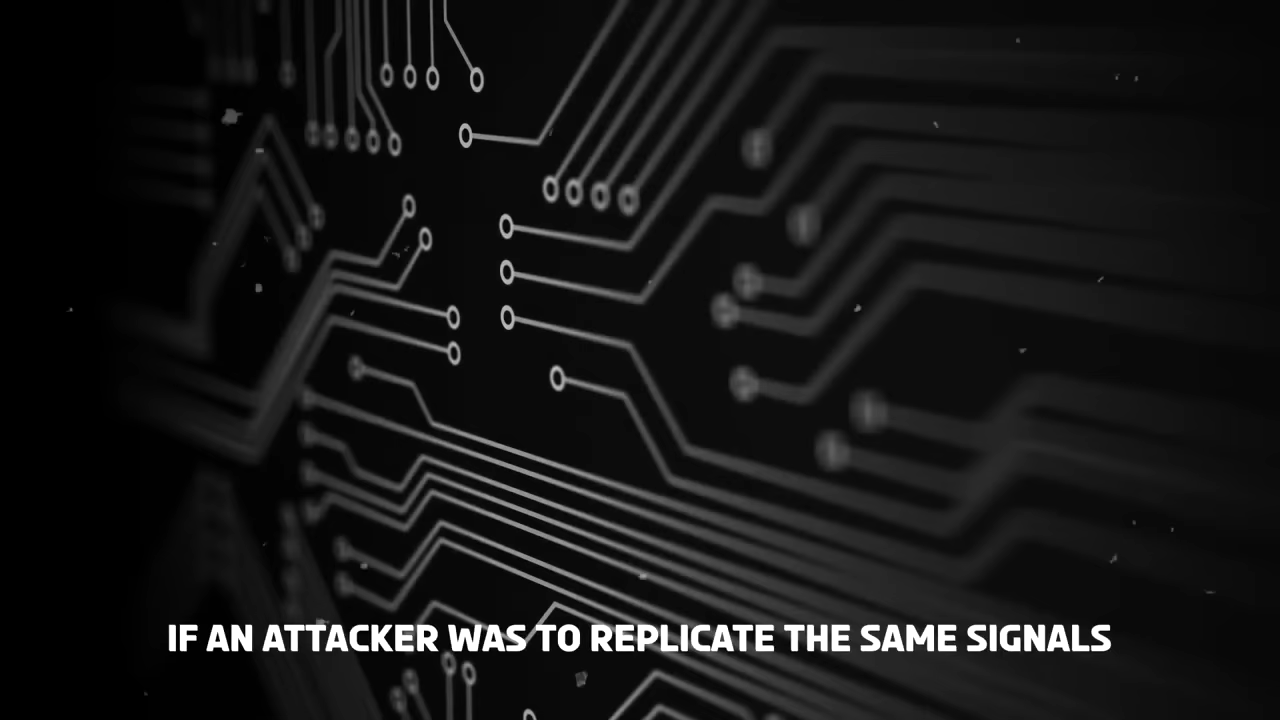 IF AN ATTACKER WAS TO REPLICATE THE SAME SIGNALS